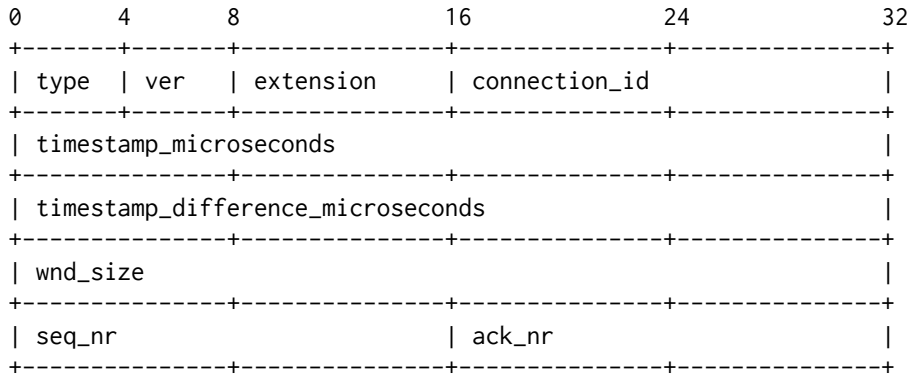 0       4       8               16              24              32
+-------+-------+---------------+---------------+---------------+
| type  | ver   | extension     | connection_id                 |
+-------+-------+---------------+---------------+---------------+
| timestamp_microseconds                                        |
+---------------+---------------+---------------+---------------+
| timestamp_difference_microseconds                             |
+---------------+---------------+---------------+---------------+
| wnd_size                                                      |
+---------------+---------------+---------------+---------------+
| seq_nr                        | ack_nr                        |
+---------------+---------------+---------------+---------------+